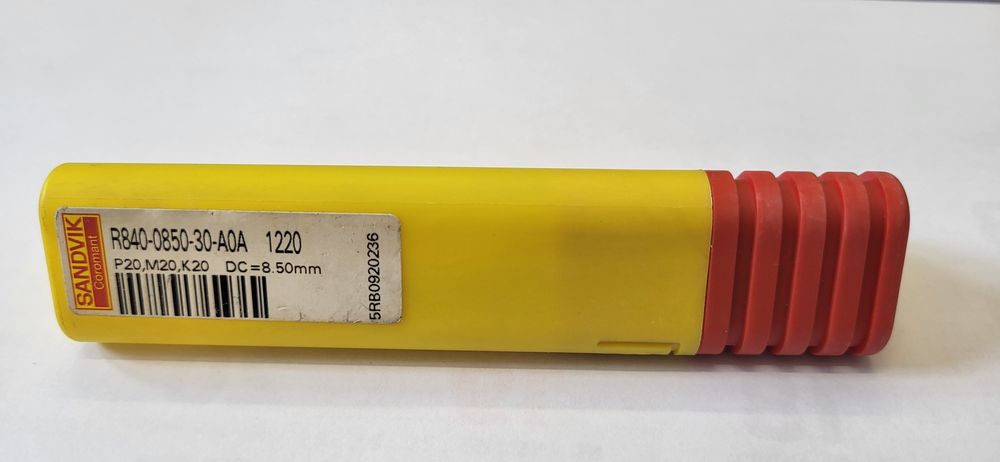 SANDVIK
Coromant
R840-0850-30-A0A 1220
P20,M20,K20 DC=8.50mm
5RB0920236